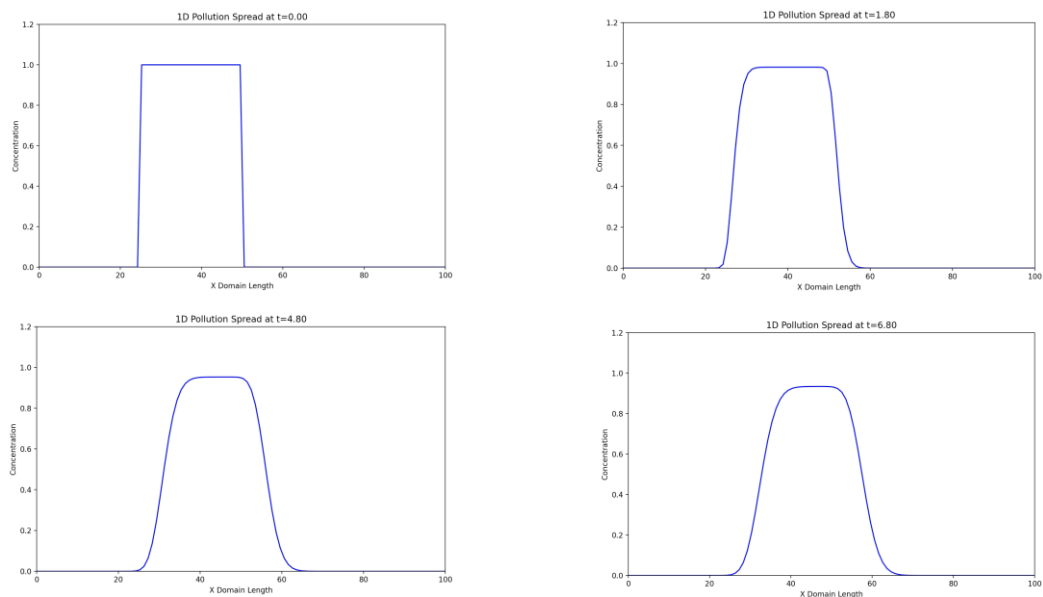 1D Pollution Spread at t=0.00
1.2
1.0
0.8
0.6
0.4
0.2
0.0
Concentration
0 20 40 60 80 100
X Domain Length
1D Pollution Spread at t=1.80
1.2
1.0
0.8
0.6
0.4
0.2
0.0
Concentration
0 20 40 60 80 100
X Domain Length
1D Pollution Spread at t=4.80
1.2
1.0
0.8
0.6
0.4
0.2
0.0
Concentration
0 20 40 60 80 100
X Domain Length
1D Pollution Spread at t=6.80
1.2
1.0
0.8
0.6
0.4
0.2
0.0
Concentration
0 20 40 60 80 100
X Domain Length